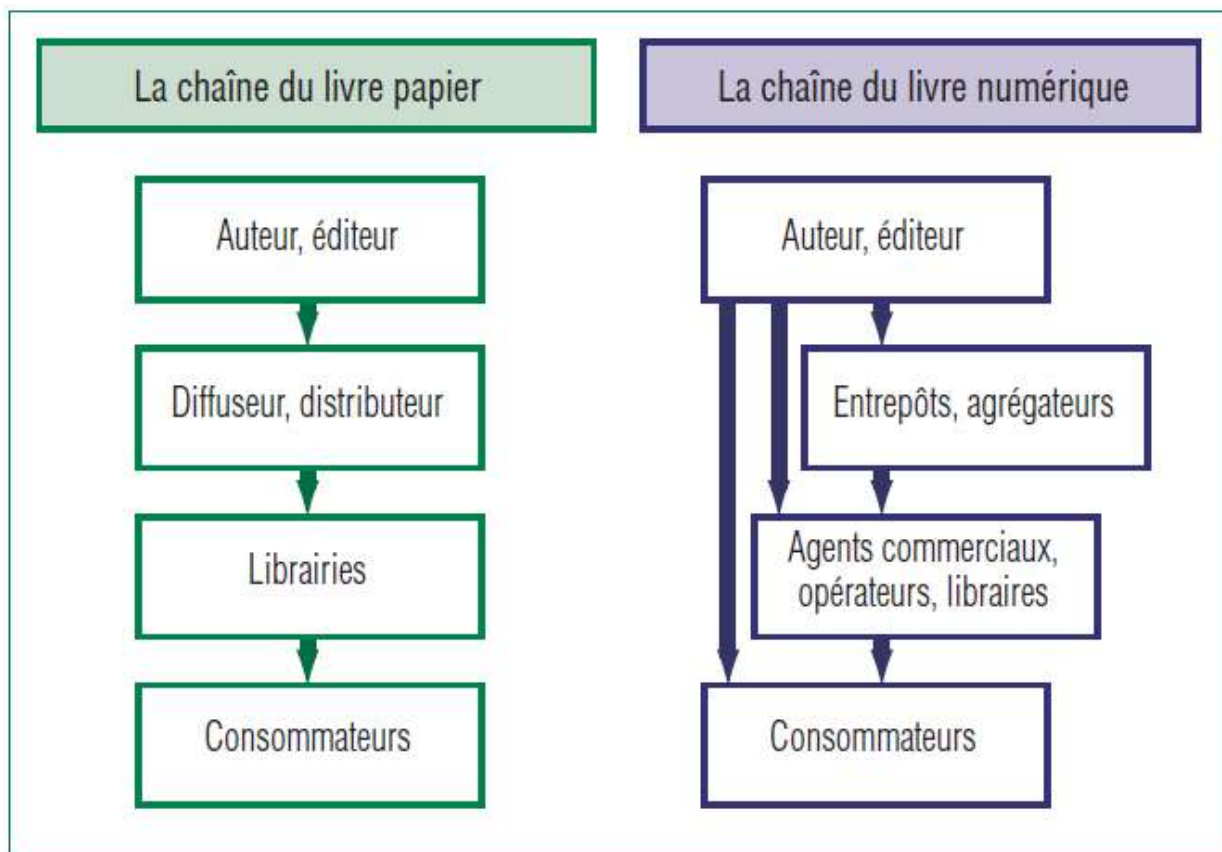 La chaîne du livre papier
Auteur, éditeur
Diffuseur, distributeur
Librairies
Consommateurs
La chaîne du livre numérique
Auteur, éditeur
Entrepôts, agrégateurs
Agents commerciaux,
opérateurs, libraires
Consommateurs